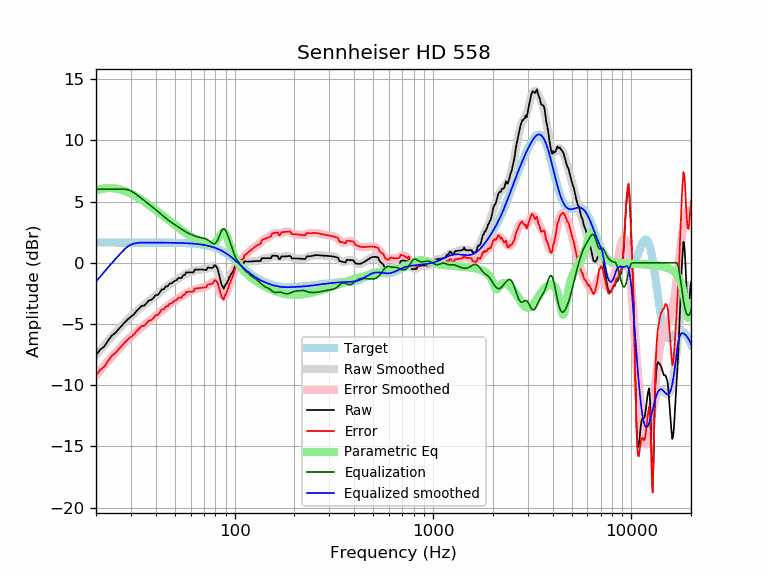 Sennheiser HD 558
15
10
5
0
−5
−10
−15
−20
Amplitude (dBr)
Target
Raw Smoothed
Error Smoothed
Raw
Error
Parametric Eq
Equalization
Equalized smoothed
100
1000
10000
Frequency (Hz)